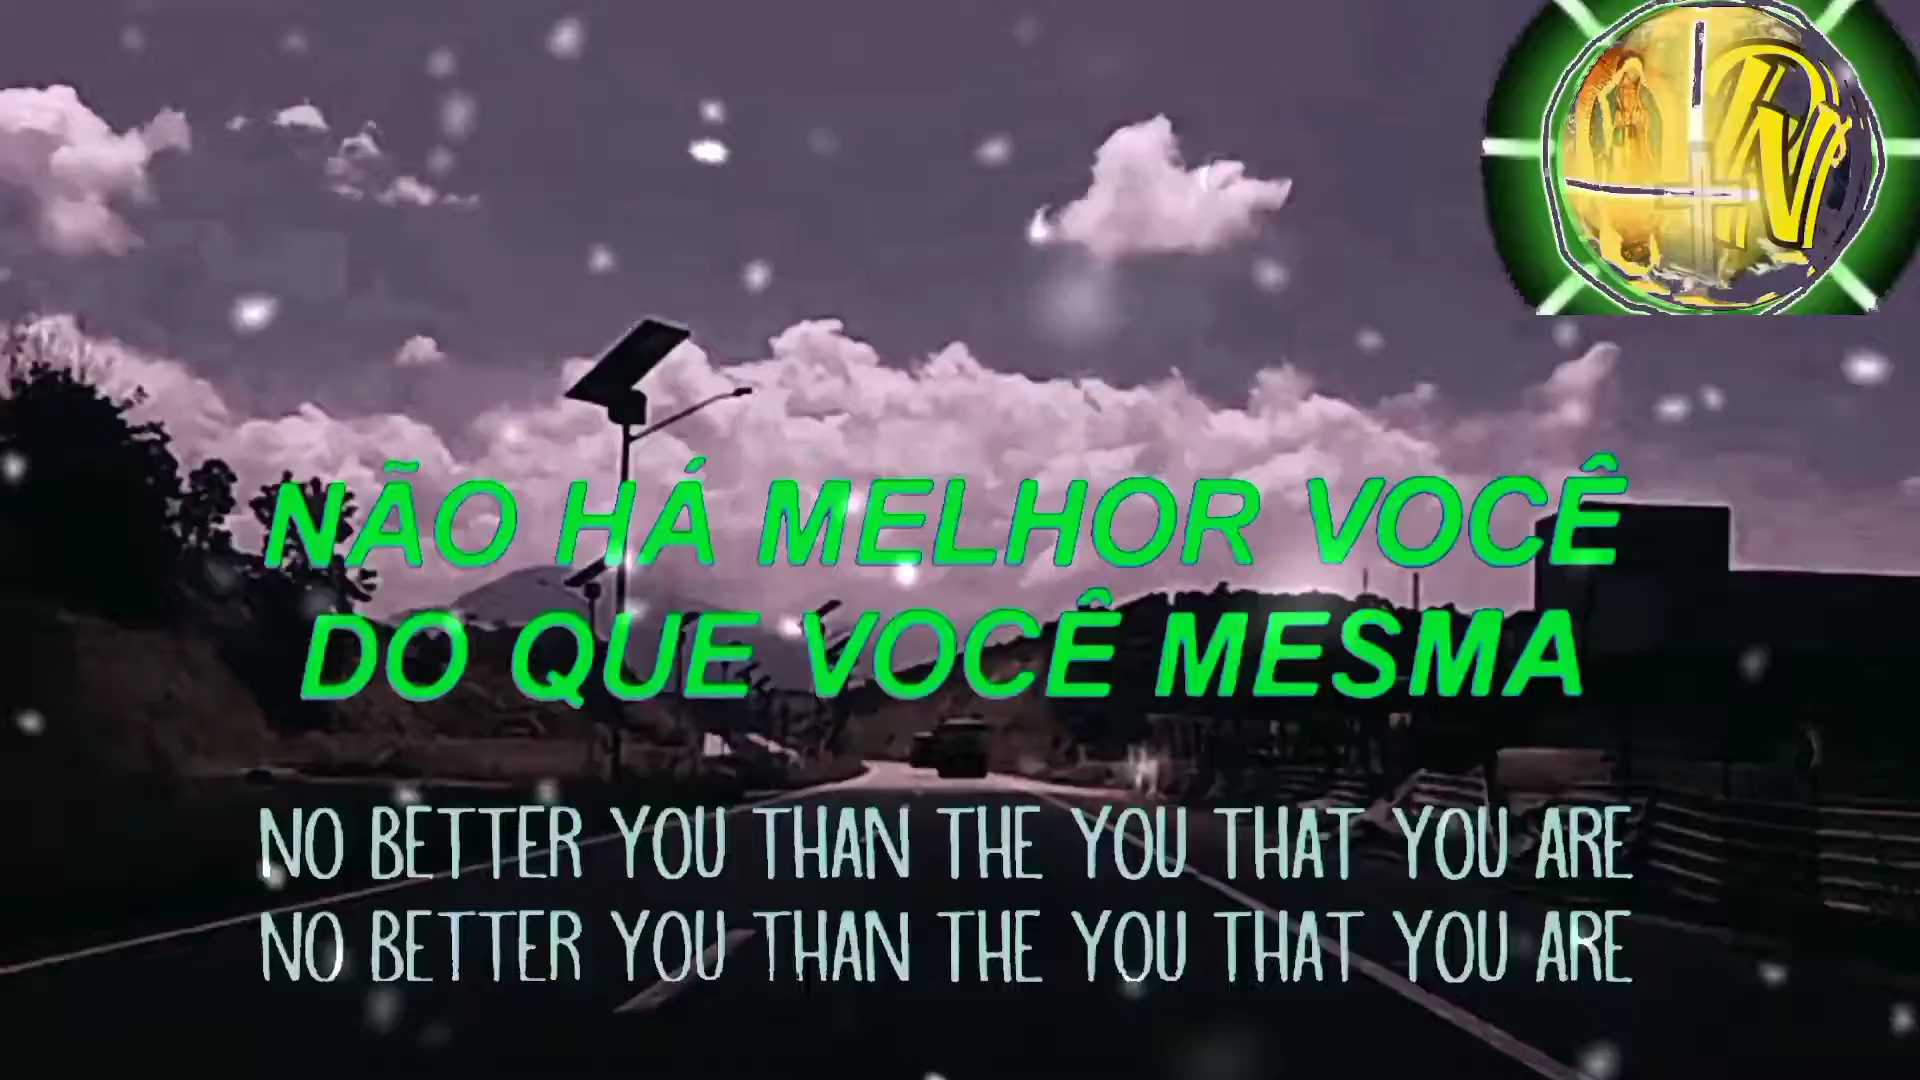 NÃO HÁ MELHOR VOCÊ
DO QUE VOCÊ MESMA
NO BETTER YOU THAN THE YOU THAT YOU ARE
NO BETTER YOU THAN THE YOU THAT YOU ARE